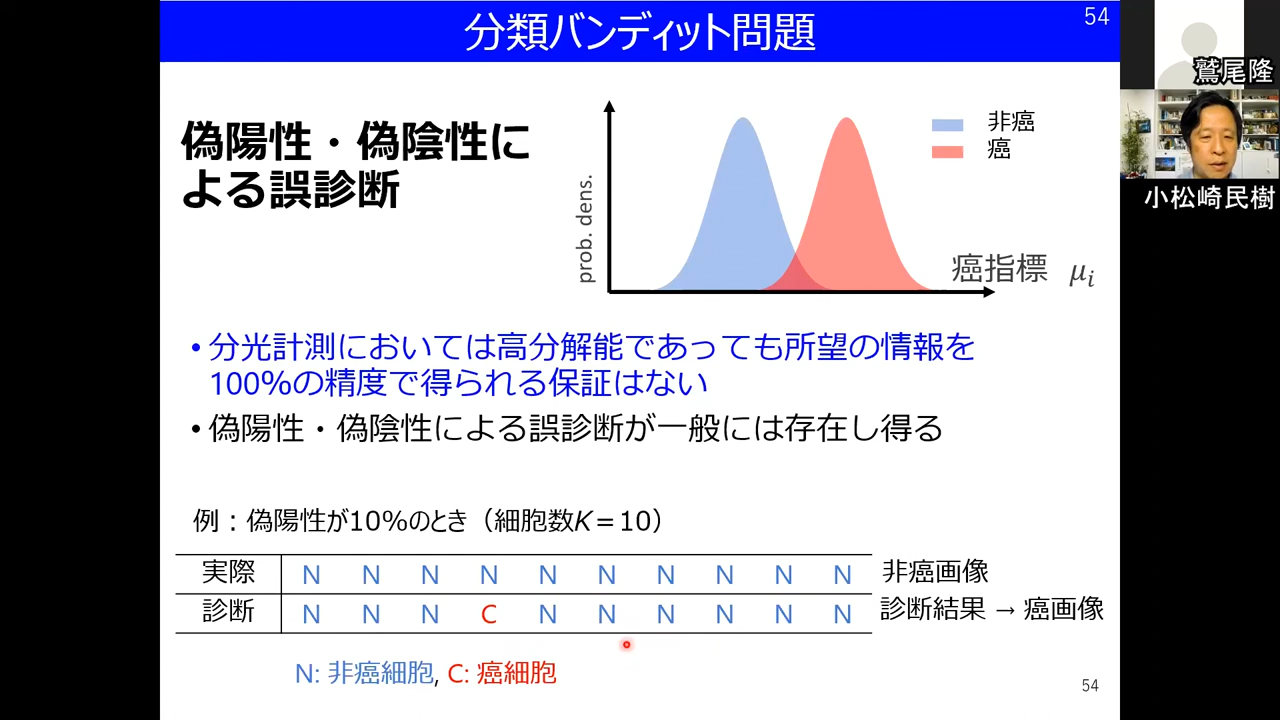 分類バンディット問題
54
偽陽性・偽陰性に
よる誤診断
prob. dens.
非癌
癌
癌指標 μi
• 分光計測においては高分解能であっても所望の情報を
100%の精度で得られる保証はない
• 偽陽性・偽陰性による誤診断が一般には存在し得る
例：偽陽性が10%のとき（細胞数K＝10）
実際 N N N N N N N N N N 非癌画像
診断 N N N C N N N N N N 診断結果 → 癌画像
N: 非癌細胞, C: 癌細胞
54
鷲尾隆
小松崎民樹